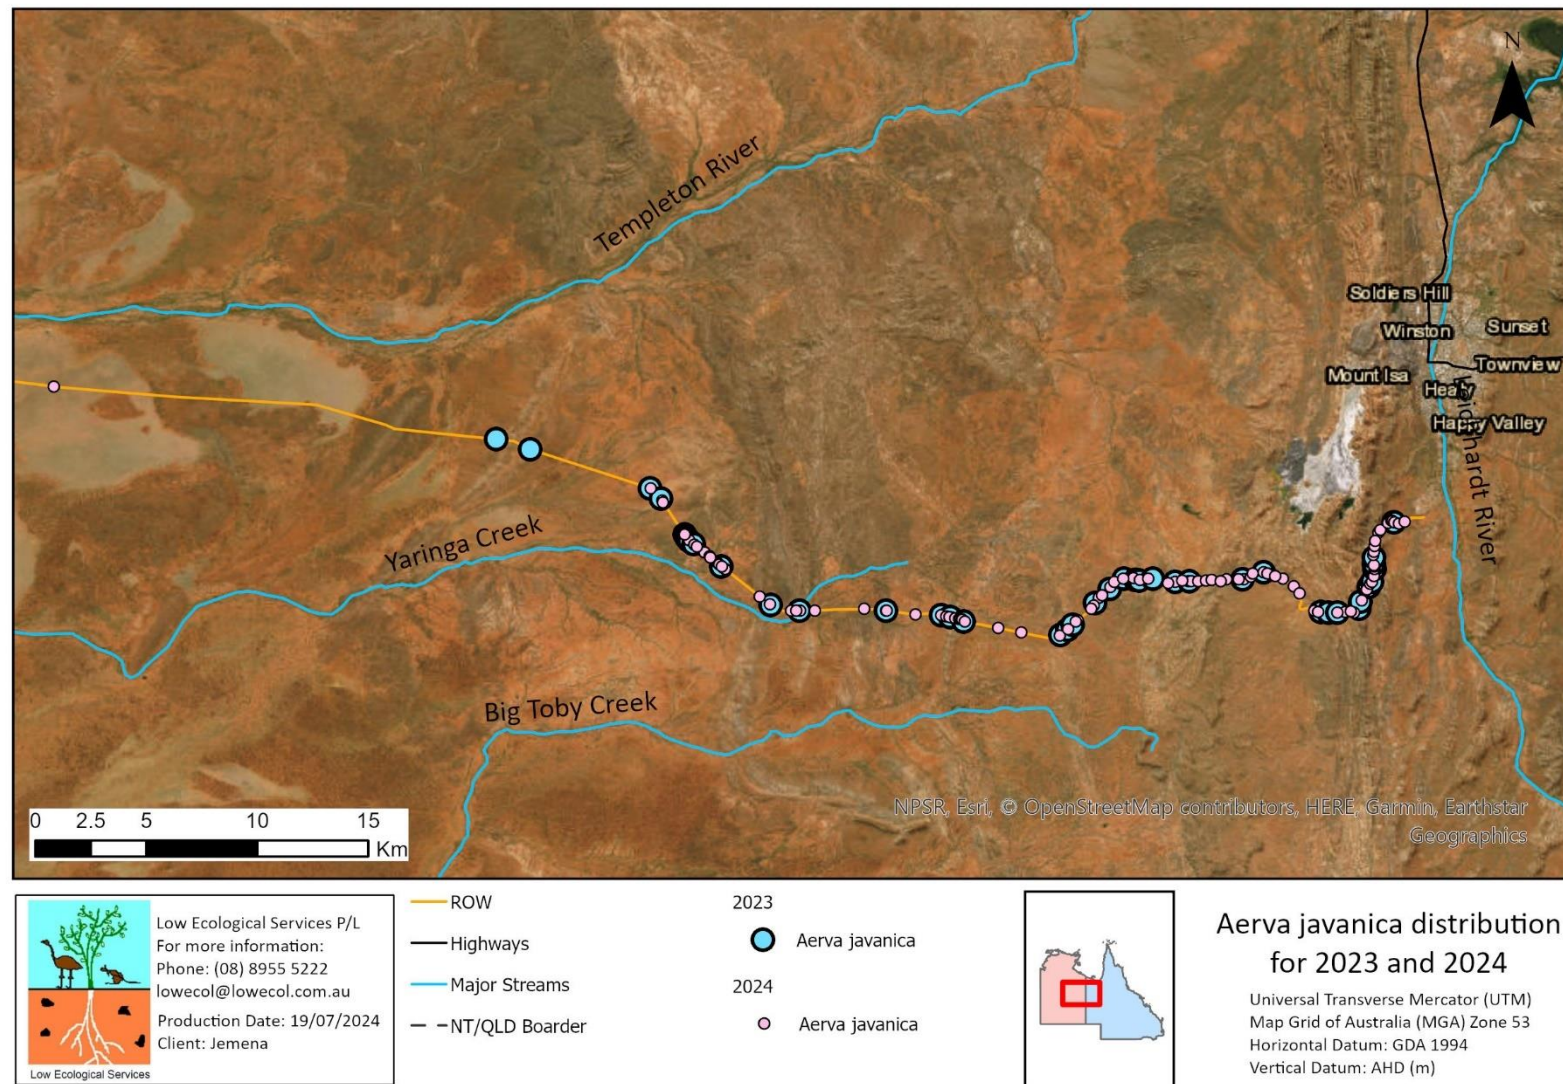 N
Templeton River
Soldiers Hill
Winston
Sunset
Townview
Mount Isa
Healy
Happy Valley
Leichhardt River
Yaringa Creek
Big Toby Creek
0 2.5 5 10 15
Km
NPSR, Esri, © OpenStreetMap contributors, HERE, Garmin, Earthstar
Geographics
Low Ecological Services P/L
For more information:
Phone: (08) 8955 5222
lowecol@lowecol.com.au
Production Date: 19/07/2024
Client: Jemena
Low Ecological Services
ROW
Highways
Major Streams
NT/QLD Boarder
2023
Aerva javanica
2024
Aerva javanica
Aerva javanica distribution
for 2023 and 2024
Universal Transverse Mercator (UTM)
Map Grid of Australia (MGA) Zone 53
Horizontal Datum: GDA 1994
Vertical Datum: AHD (m)